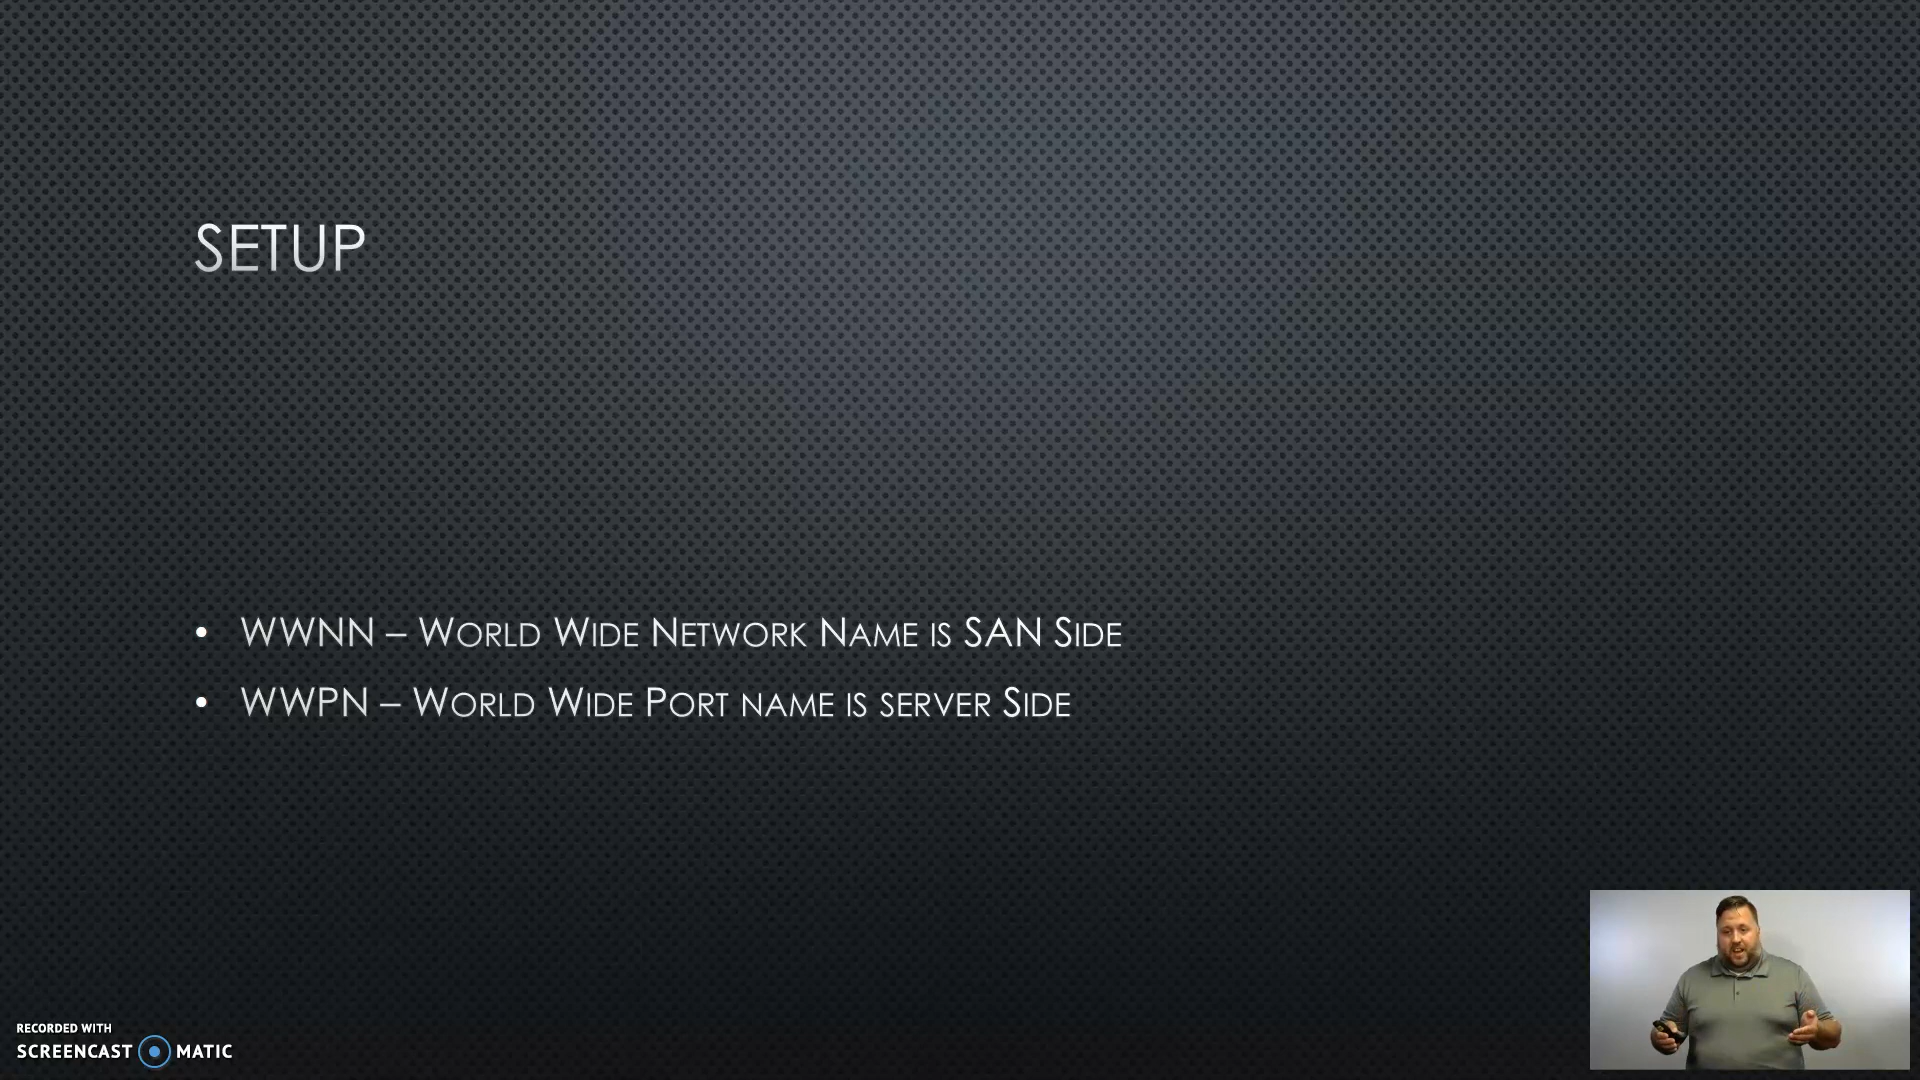 SETUP
• WWNN – World Wide Network Name is SAN Side
• WWPN – World Wide Port name is server Side
RECORDED WITH
SCREENCAST MATIC